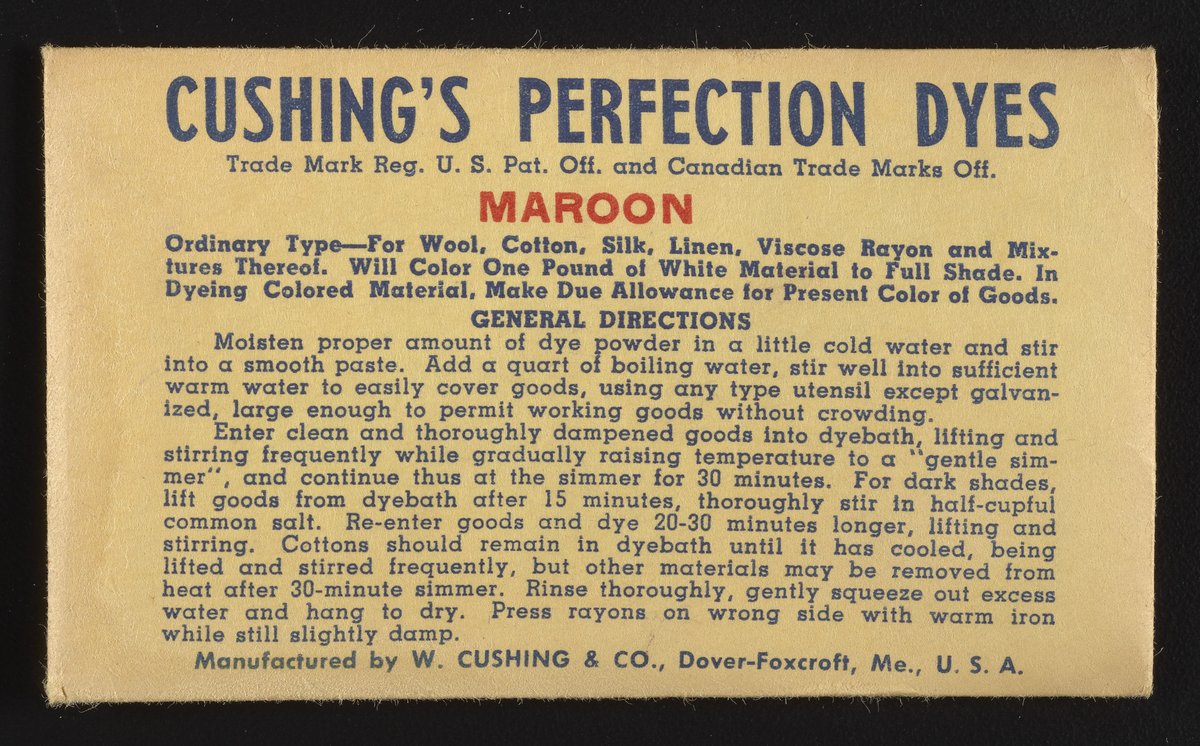 CUSHING'S PERFECTION DYES
Trade Mark Reg. U. S. Pat. Off. and Canadian Trade Marks Off.
MAROON
Ordinary Type—For Wool, Cotton, Silk, Linen, Viscose Rayon and Mix-
tures Thereof. Will Color One Pound of White Material to Full Shade. In
Dyeing Colored Material, Make Due Allowance for Present Color of Goods.
GENERAL DIRECTIONS
Moisten proper amount of dye powder in a little cold water and stir
into a smooth paste. Add a quart of boiling water, stir well into sufficient
warm water to easily cover goods, using any type utensil except galvan-
ized, large enough to permit working goods without crowding.
Enter clean and thoroughly dampened goods into dyebath, lifting and
stirring frequently while gradually raising temperature to a "gentle sim-
mer", and continue thus at the simmer for 30 minutes. For dark shades,
lift goods from dyebath after 15 minutes, thoroughly stir in half-cupful
common salt. Re-enter goods and dye 20-30 minutes longer, lifting and
stirring. Cottons should remain in dyebath until it has cooled, being
lifted and stirred frequently, but other materials may be removed from
heat after 30-minute simmer. Rinse thoroughly, gently squeeze out excess
water and hang to dry. Press rayons on wrong side with warm iron
while still slightly damp.
Manufactured by W. CUSHING & CO., Dover-Foxcroft, Me., U. S. A.